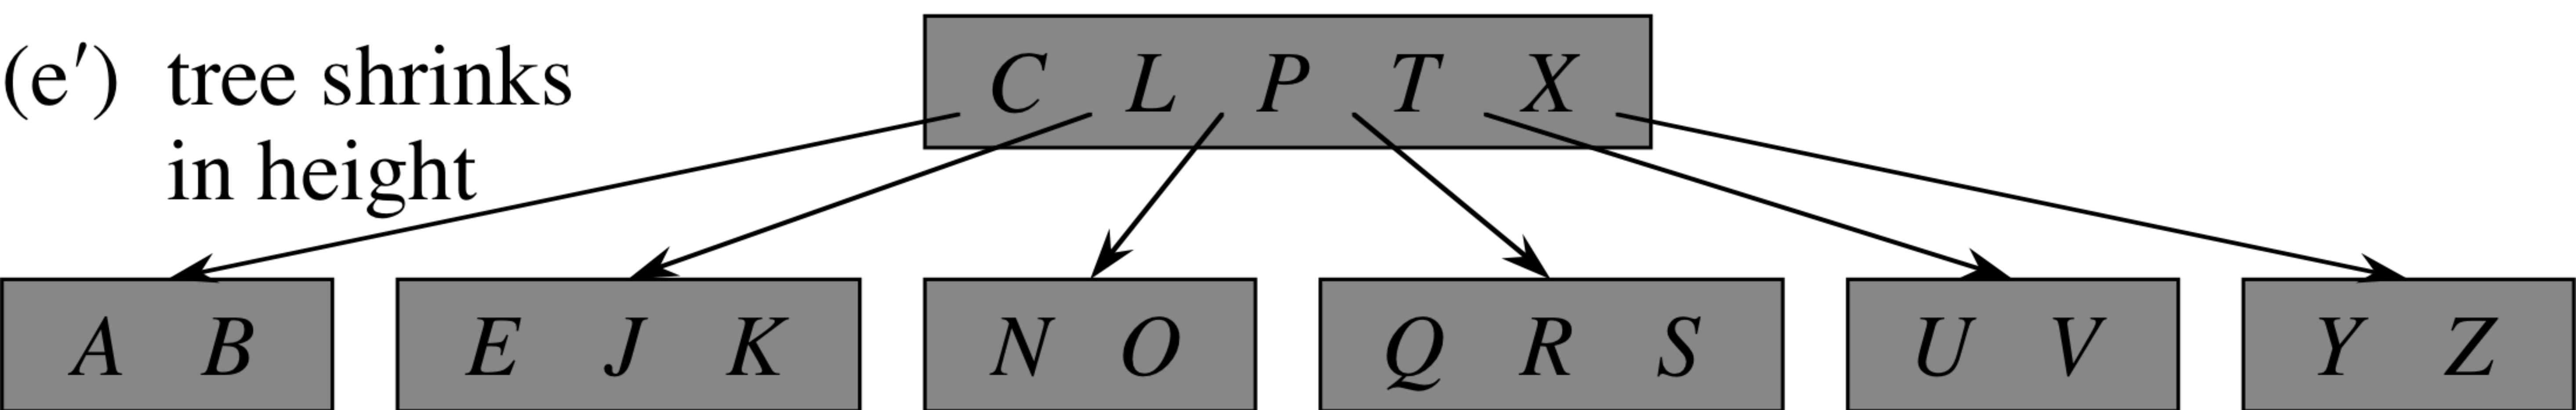 (e′) tree shrinks
in height
C L P T X
A B E J K N O Q R S U V Y Z